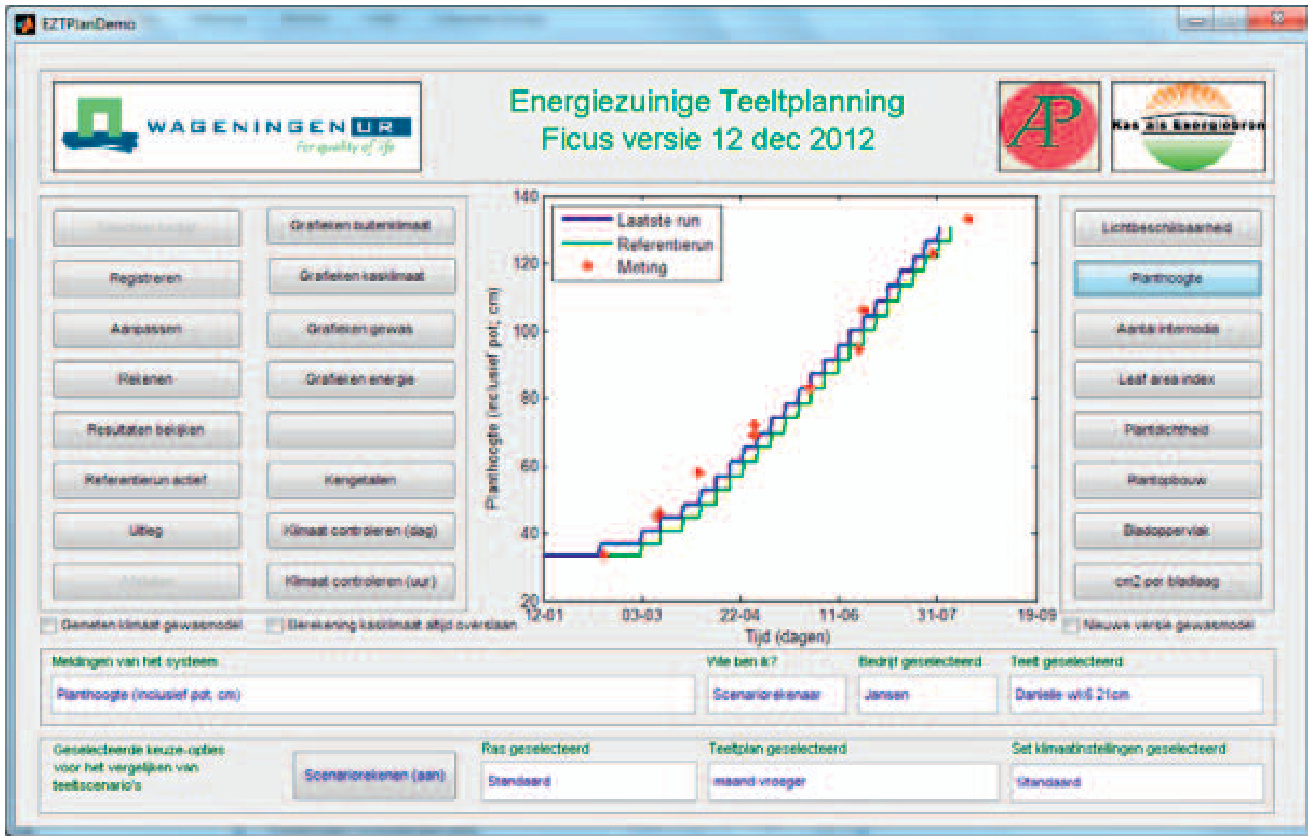 EZTPlanDemo
WAGENINGEN UR
For quality of life
Energiezuinige Teeltplanning
Ficus versie 12 dec 2012
AP
Kas als Energiebron
Grafieken buitenklimaat
Registreren
Grafieken kasklimaat
Aanpassen
Grafieken gewas
Rekenen
Grafieken energie
Resultaten bekijken
Referentierun actief
Kengetallen
Uitleg
Klimaat controleren (dag)
Klimaat controleren (uur)
Gemeten klimaat gewasmodel
Berekening kasklimaat altijd overslaan
Planthoogte (inclusief pot, cm)
140
120
100
80
60
40
20
Laatste run
Referentierun
Meting
12-01
03-03
22-04
11-06
31-07
19-09
Tijd (dagen)
Lichtbeschikbaarheid
Planthoogte
Aantal internodia
Leaf area index
Plantdichtheid
Plantopbouw
Bladoppervlak
cm2 per bladlaag
Nieuwe versie gewasmodel
Meldingen van het systeem
Planthoogte (inclusief pot, cm)
Wie ben ik?
Scenariorekenaar
Bedrijf geselecteerd
Jansen
Teelt geselecteerd
Danielle wk6 21cm
Geselecteerde keuze-opties
voor het vergelijken van
teeltscenario's
Scenariorekenen (aan)
Ras geselecteerd
Standaard
Teeltplan geselecteerd
maand vroeger
Set klimaatinstellingen geselecteerd
Standaard